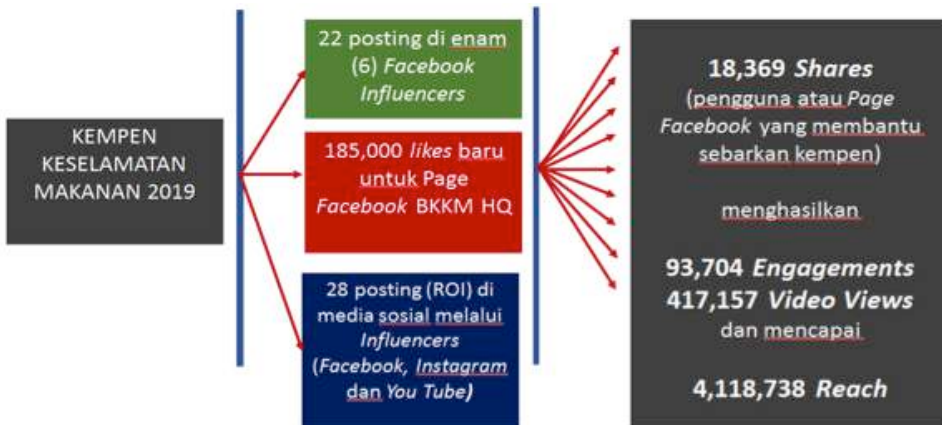 KEMPEN
KESELAMATAN
MAKANAN 2019
22 posting di enam
(6) Facebook
Influencers
185,000 likes baru
untuk Page
Facebook BKKM HQ
28 posting (ROI) di
media sosial melalui
Influencers
(Facebook, Instagram
dan You Tube)
18,369 Shares
(pengguna atau Page
Facebook yang membantu
sebarkan kempen)
menghasilkan
93,704 Engagements
417,157 Video Views
dan mencapai
4,118,738 Reach